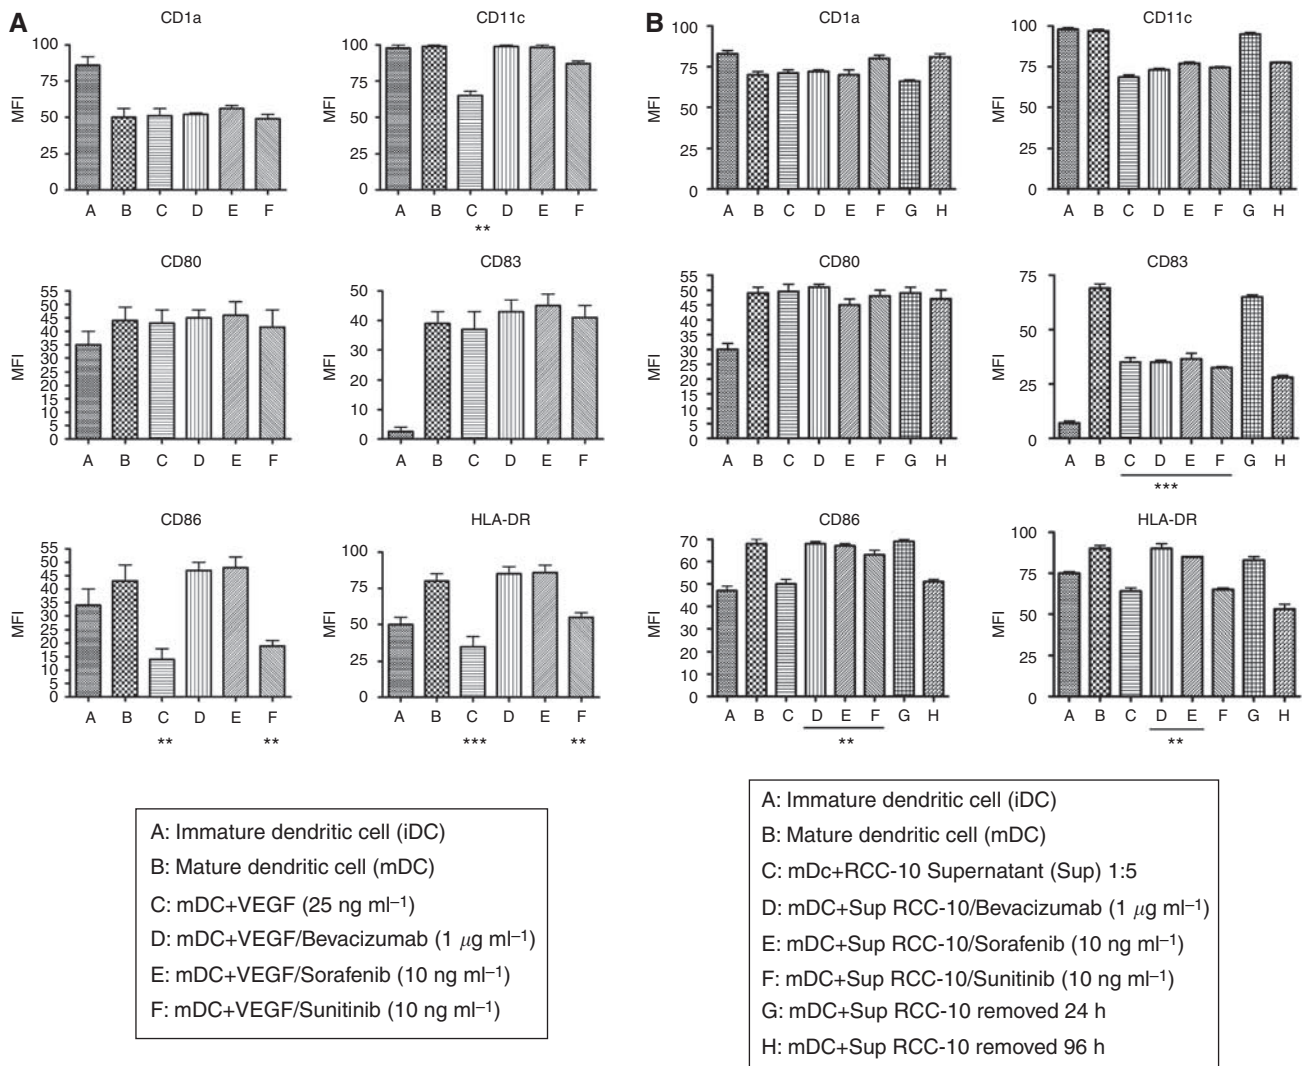 A
CD1a
MFI
100
75
50
25
0
A B C D E F
CD11c
MFI
100
75
50
25
0
A B C D E F
**
CD80
MFI
55
50
45
40
35
30
25
20
15
10
5
0
A B C D E F
CD83
MFI
50
40
30
20
10
0
A B C D E F
CD86
MFI
55
50
45
40
35
30
25
20
15
10
5
0
A B C D E F
** **
HLA-DR
MFI
100
75
50
25
0
A B C D E F
*** **
A: Immature dendritic cell (iDC)
B: Mature dendritic cell (mDC)
C: mDC+VEGF (25 ng ml⁻¹)
D: mDC+VEGF/Bevacizumab (1 μg ml⁻¹)
E: mDC+VEGF/Sorafenib (10 ng ml⁻¹)
F: mDC+VEGF/Sunitinib (10 ng ml⁻¹)
B
CD1a
MFI
100
75
50
25
0
A B C D E F G H
CD11c
MFI
100
75
50
25
0
A B C D E F G H
CD80
MFI
55
50
45
40
35
30
25
20
15
10
5
0
A B C D E F G H
CD83
MFI
75
50
25
0
A B C D E F G H
***
CD86
MFI
70
60
50
40
30
20
10
0
A B C D E F G H
**
HLA-DR
MFI
100
75
50
25
0
A B C D E F G H
**
A: Immature dendritic cell (iDC)
B: Mature dendritic cell (mDC)
C: mDc+RCC-10 Supernatant (Sup) 1:5
D: mDC+Sup RCC-10/Bevacizumab (1 μg ml⁻¹)
E: mDC+Sup RCC-10/Sorafenib (10 ng ml⁻¹)
F: mDC+Sup RCC-10/Sunitinib (10 ng ml⁻¹)
G: mDC+Sup RCC-10 removed 24 h
H: mDC+Sup RCC-10 removed 96 h